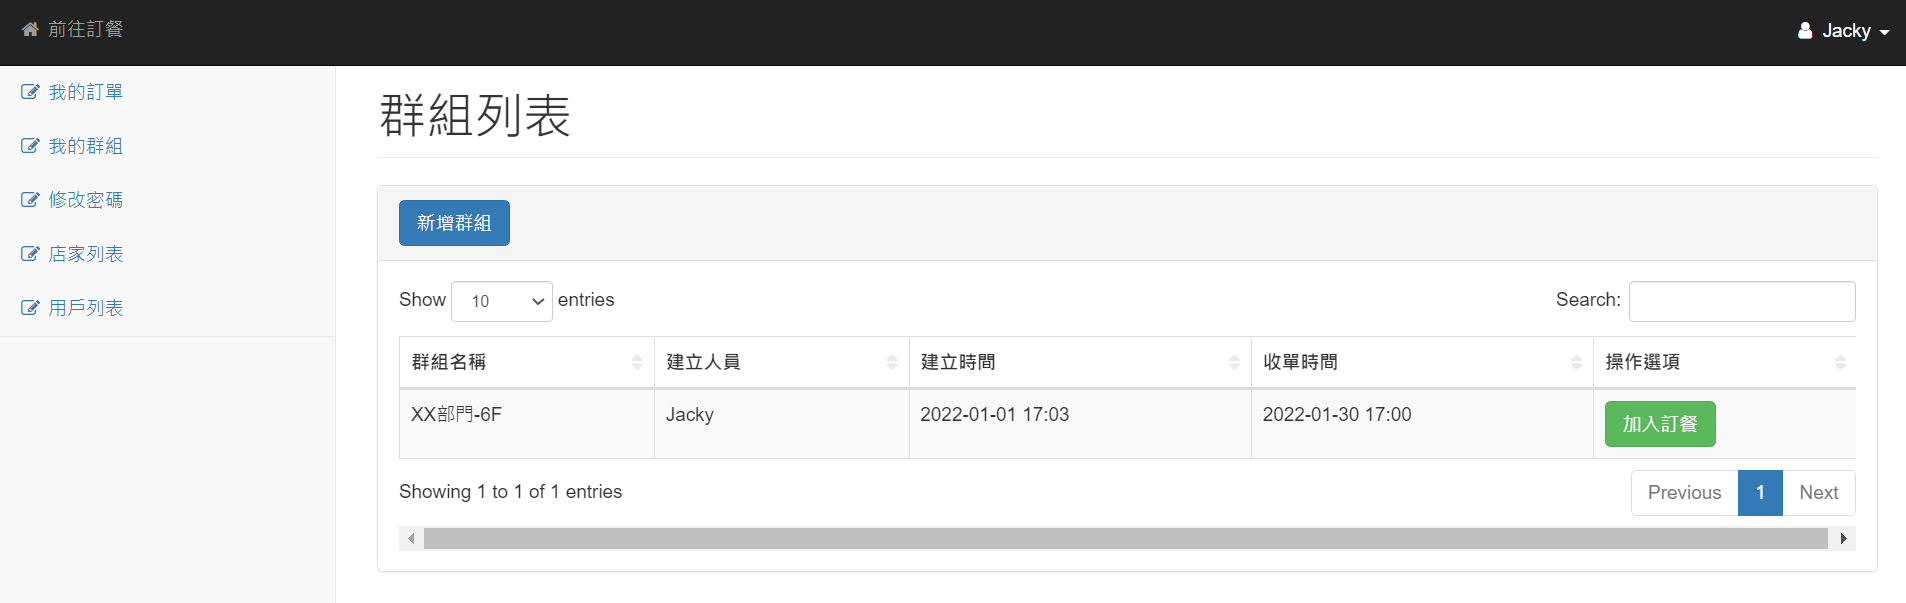 前往訂餐
Jacky
我的訂單
我的群組
修改密碼
店家列表
用戶列表
群組列表
新增群組
Show 10 entries
Search:
群組名稱 建立人員 建立時間 收單時間 操作選項
XX部門-6F Jacky 2022-01-01 17:03 2022-01-30 17:00 加入訂餐
Showing 1 to 1 of 1 entries
Previous 1 Next